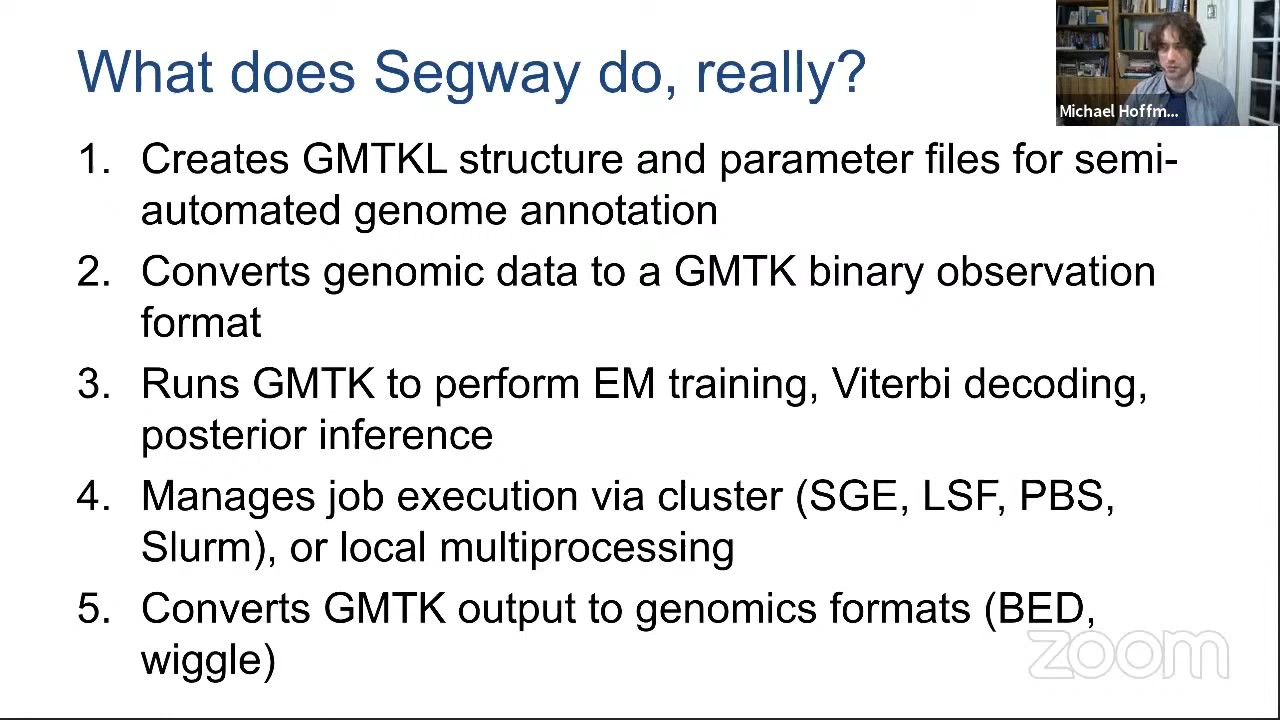 What does Segway do, really?
Michael Hoffm...
1. Creates GMTKL structure and parameter files for semi-
automated genome annotation
2. Converts genomic data to a GMTK binary observation
format
3. Runs GMTK to perform EM training, Viterbi decoding,
posterior inference
4. Manages job execution via cluster (SGE, LSF, PBS,
Slurm), or local multiprocessing
5. Converts GMTK output to genomics formats (BED,
wiggle)
zoom